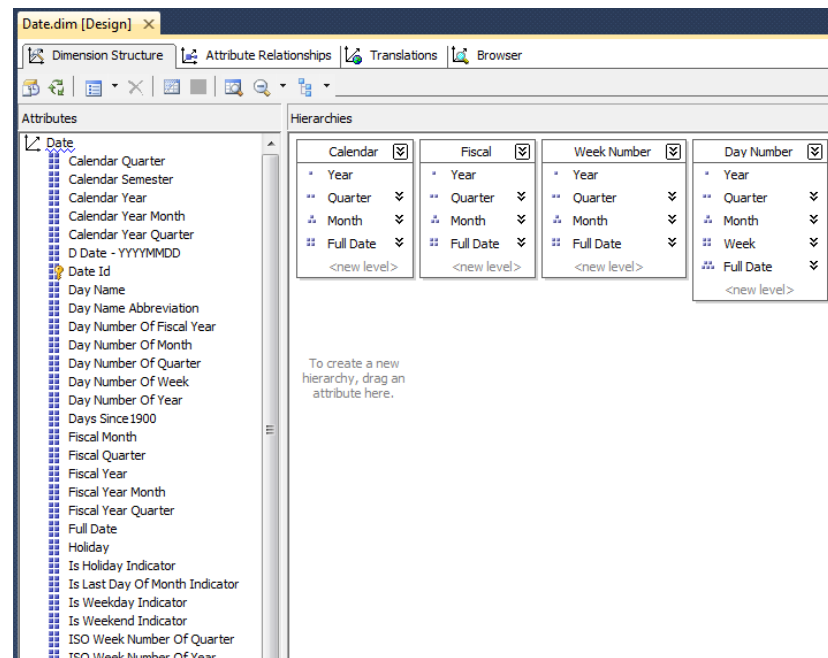 Date.dim [Design]
Dimension Structure Attribute Relationships Translations Browser
Attributes
Date
Calendar Quarter
Calendar Semester
Calendar Year
Calendar Year Month
Calendar Year Quarter
D Date - YYYYMMDD
Date Id
Day Name
Day Name Abbreviation
Day Number Of Fiscal Year
Day Number Of Month
Day Number Of Quarter
Day Number Of Week
Day Number Of Year
Days Since1900
Fiscal Month
Fiscal Quarter
Fiscal Year
Fiscal Year Month
Fiscal Year Quarter
Full Date
Holiday
Is Holiday Indicator
Is Last Day Of Month Indicator
Is Weekday Indicator
Is Weekend Indicator
ISO Week Number Of Quarter
ISO Week Number Of Year
Hierarchies
Calendar
Year
Quarter
Month
Full Date
<new level>
Fiscal
Year
Quarter
Month
Full Date
<new level>
Week Number
Year
Quarter
Month
Full Date
<new level>
Day Number
Year
Quarter
Month
Week
Full Date
<new level>
To create a new
hierarchy, drag an
attribute here.